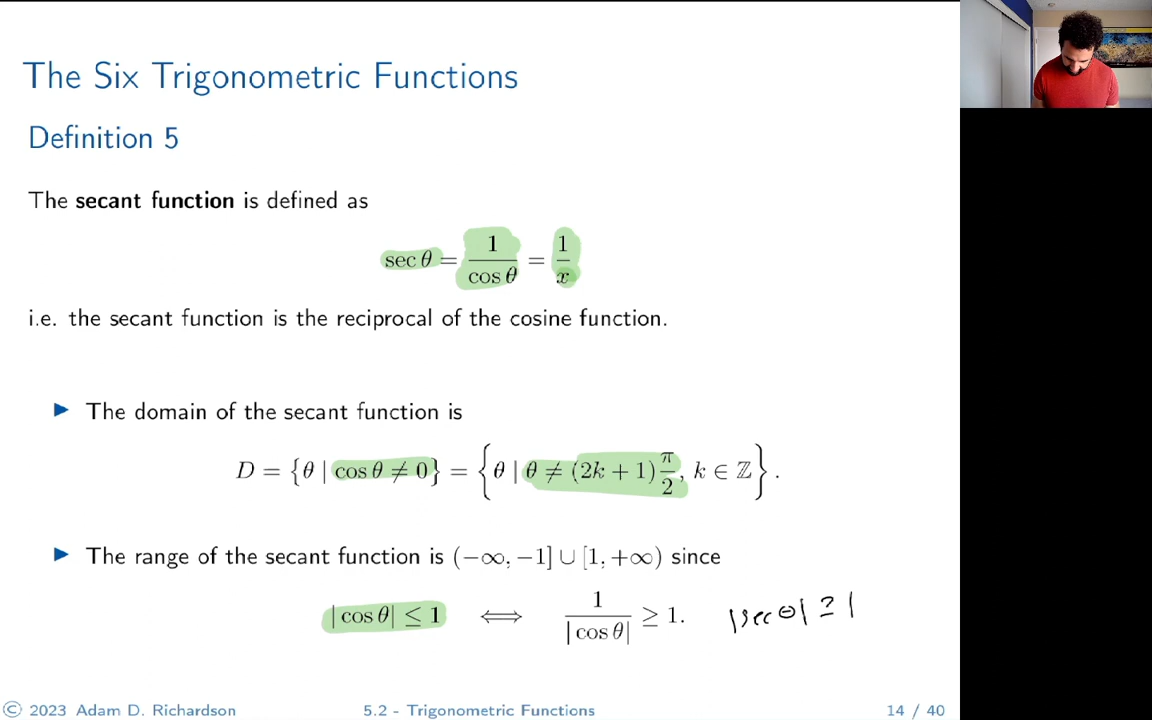 The Six Trigonometric Functions
Definition 5
The secant function is defined as
sec θ = 1/cos θ = 1/x
i.e. the secant function is the reciprocal of the cosine function.
▶ The domain of the secant function is
D = {θ | cos θ ≠ 0} = {θ | θ ≠ (2k + 1) π/2, k ∈ ℤ}.
▶ The range of the secant function is (−∞, −1] ∪ [1, +∞) since
|cos θ| ≤ 1 ⟺ 1/|cos θ| ≥ 1. |sec θ| ≥ 1
© 2023 Adam D. Richardson 5.2 - Trigonometric Functions 14 / 40